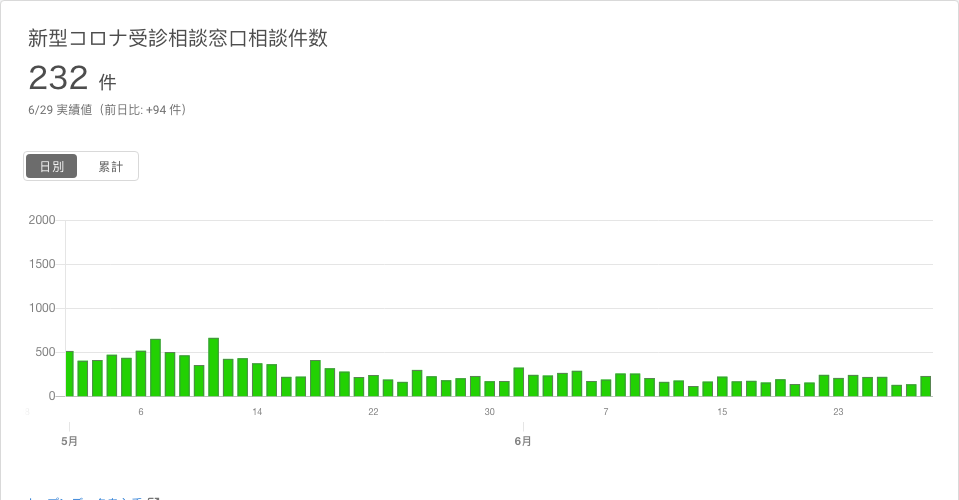 新型コロナ受診相談窓口相談件数
232 件
6/29 実績値（前日比: +94 件）
日別 累計
2000
1500
1000
500
0
6 14 22 30 7 15 23
5月 6月